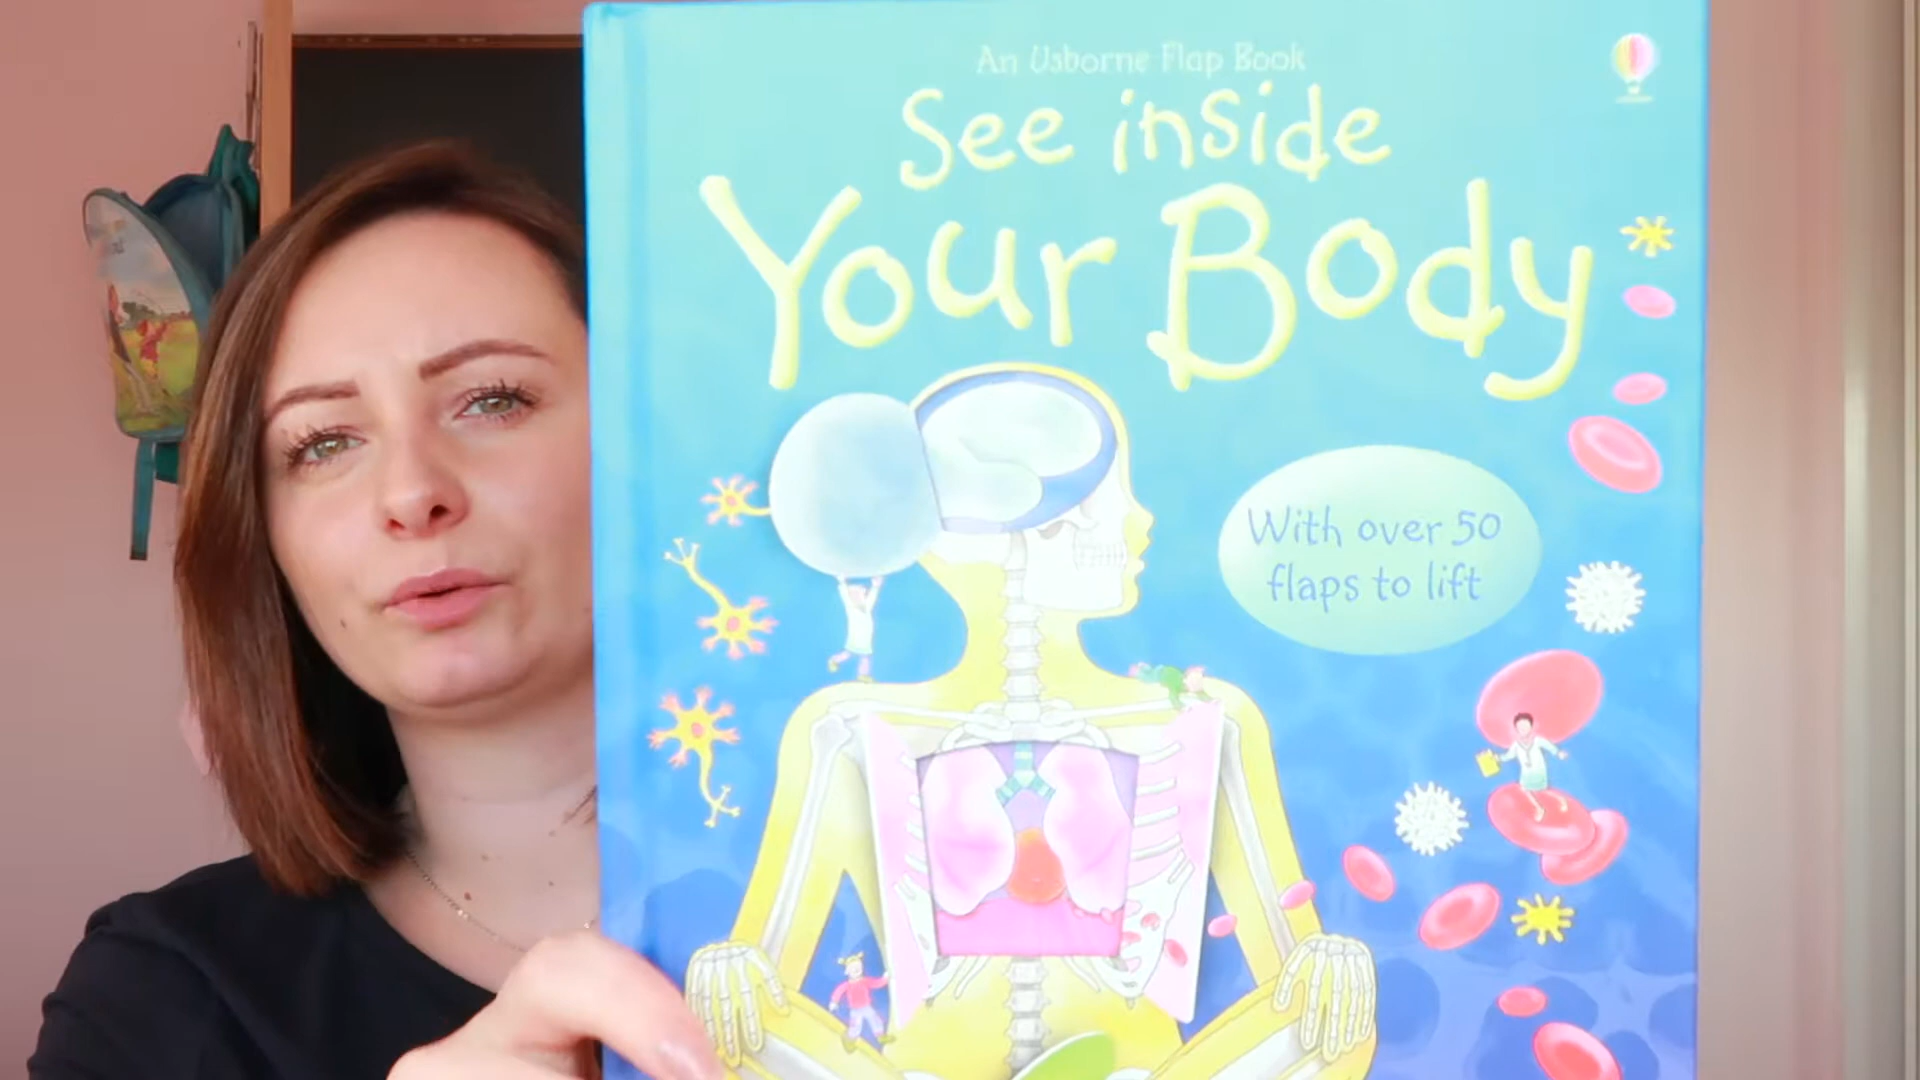 An Usborne Flap Book
See inside
Your Body
With over 50
flaps to lift